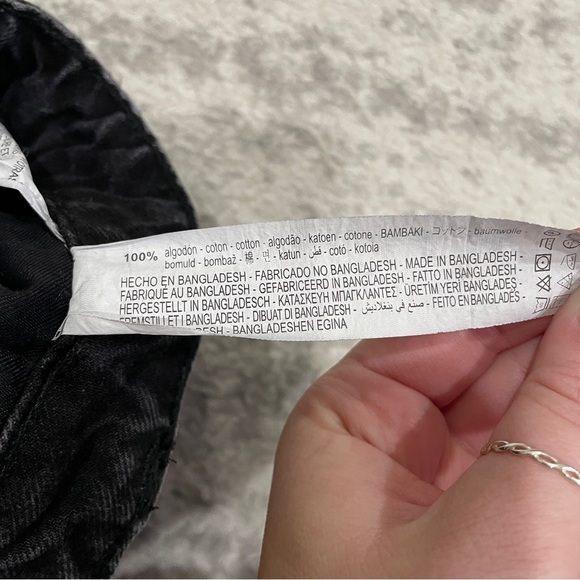 100% algodón - coton - cotton - algodão - katoen - cotone - BAMBAKI - コットン - baumwolle -
bomuld - bombaž - 棉 - 면 - katun - قطن - cotó - kotoia
HECHO EN BANGLADESH - FABRICADO NO BANGLADESH - MADE IN BANGLADESH -
FABRIQUÉ AU BANGLADESH - GEFABRICEERD IN BANGLADESH - FATTO IN BANGLADESH -
HERGESTELLT IN BANGLADESCH - ΚΑΤΑΣΚΕΥΗ ΜΠΑΓΚΛΑΝΤΕΣ - ÜRETİM YERİ BANGLADEŞ -
FREMSTILLET I BANGLADESH - DIBUAT DI BANGLADESH - صنع في بنغلاديش - FEITO EN BANGLADÉS -
BANGLADESHEN EGINA